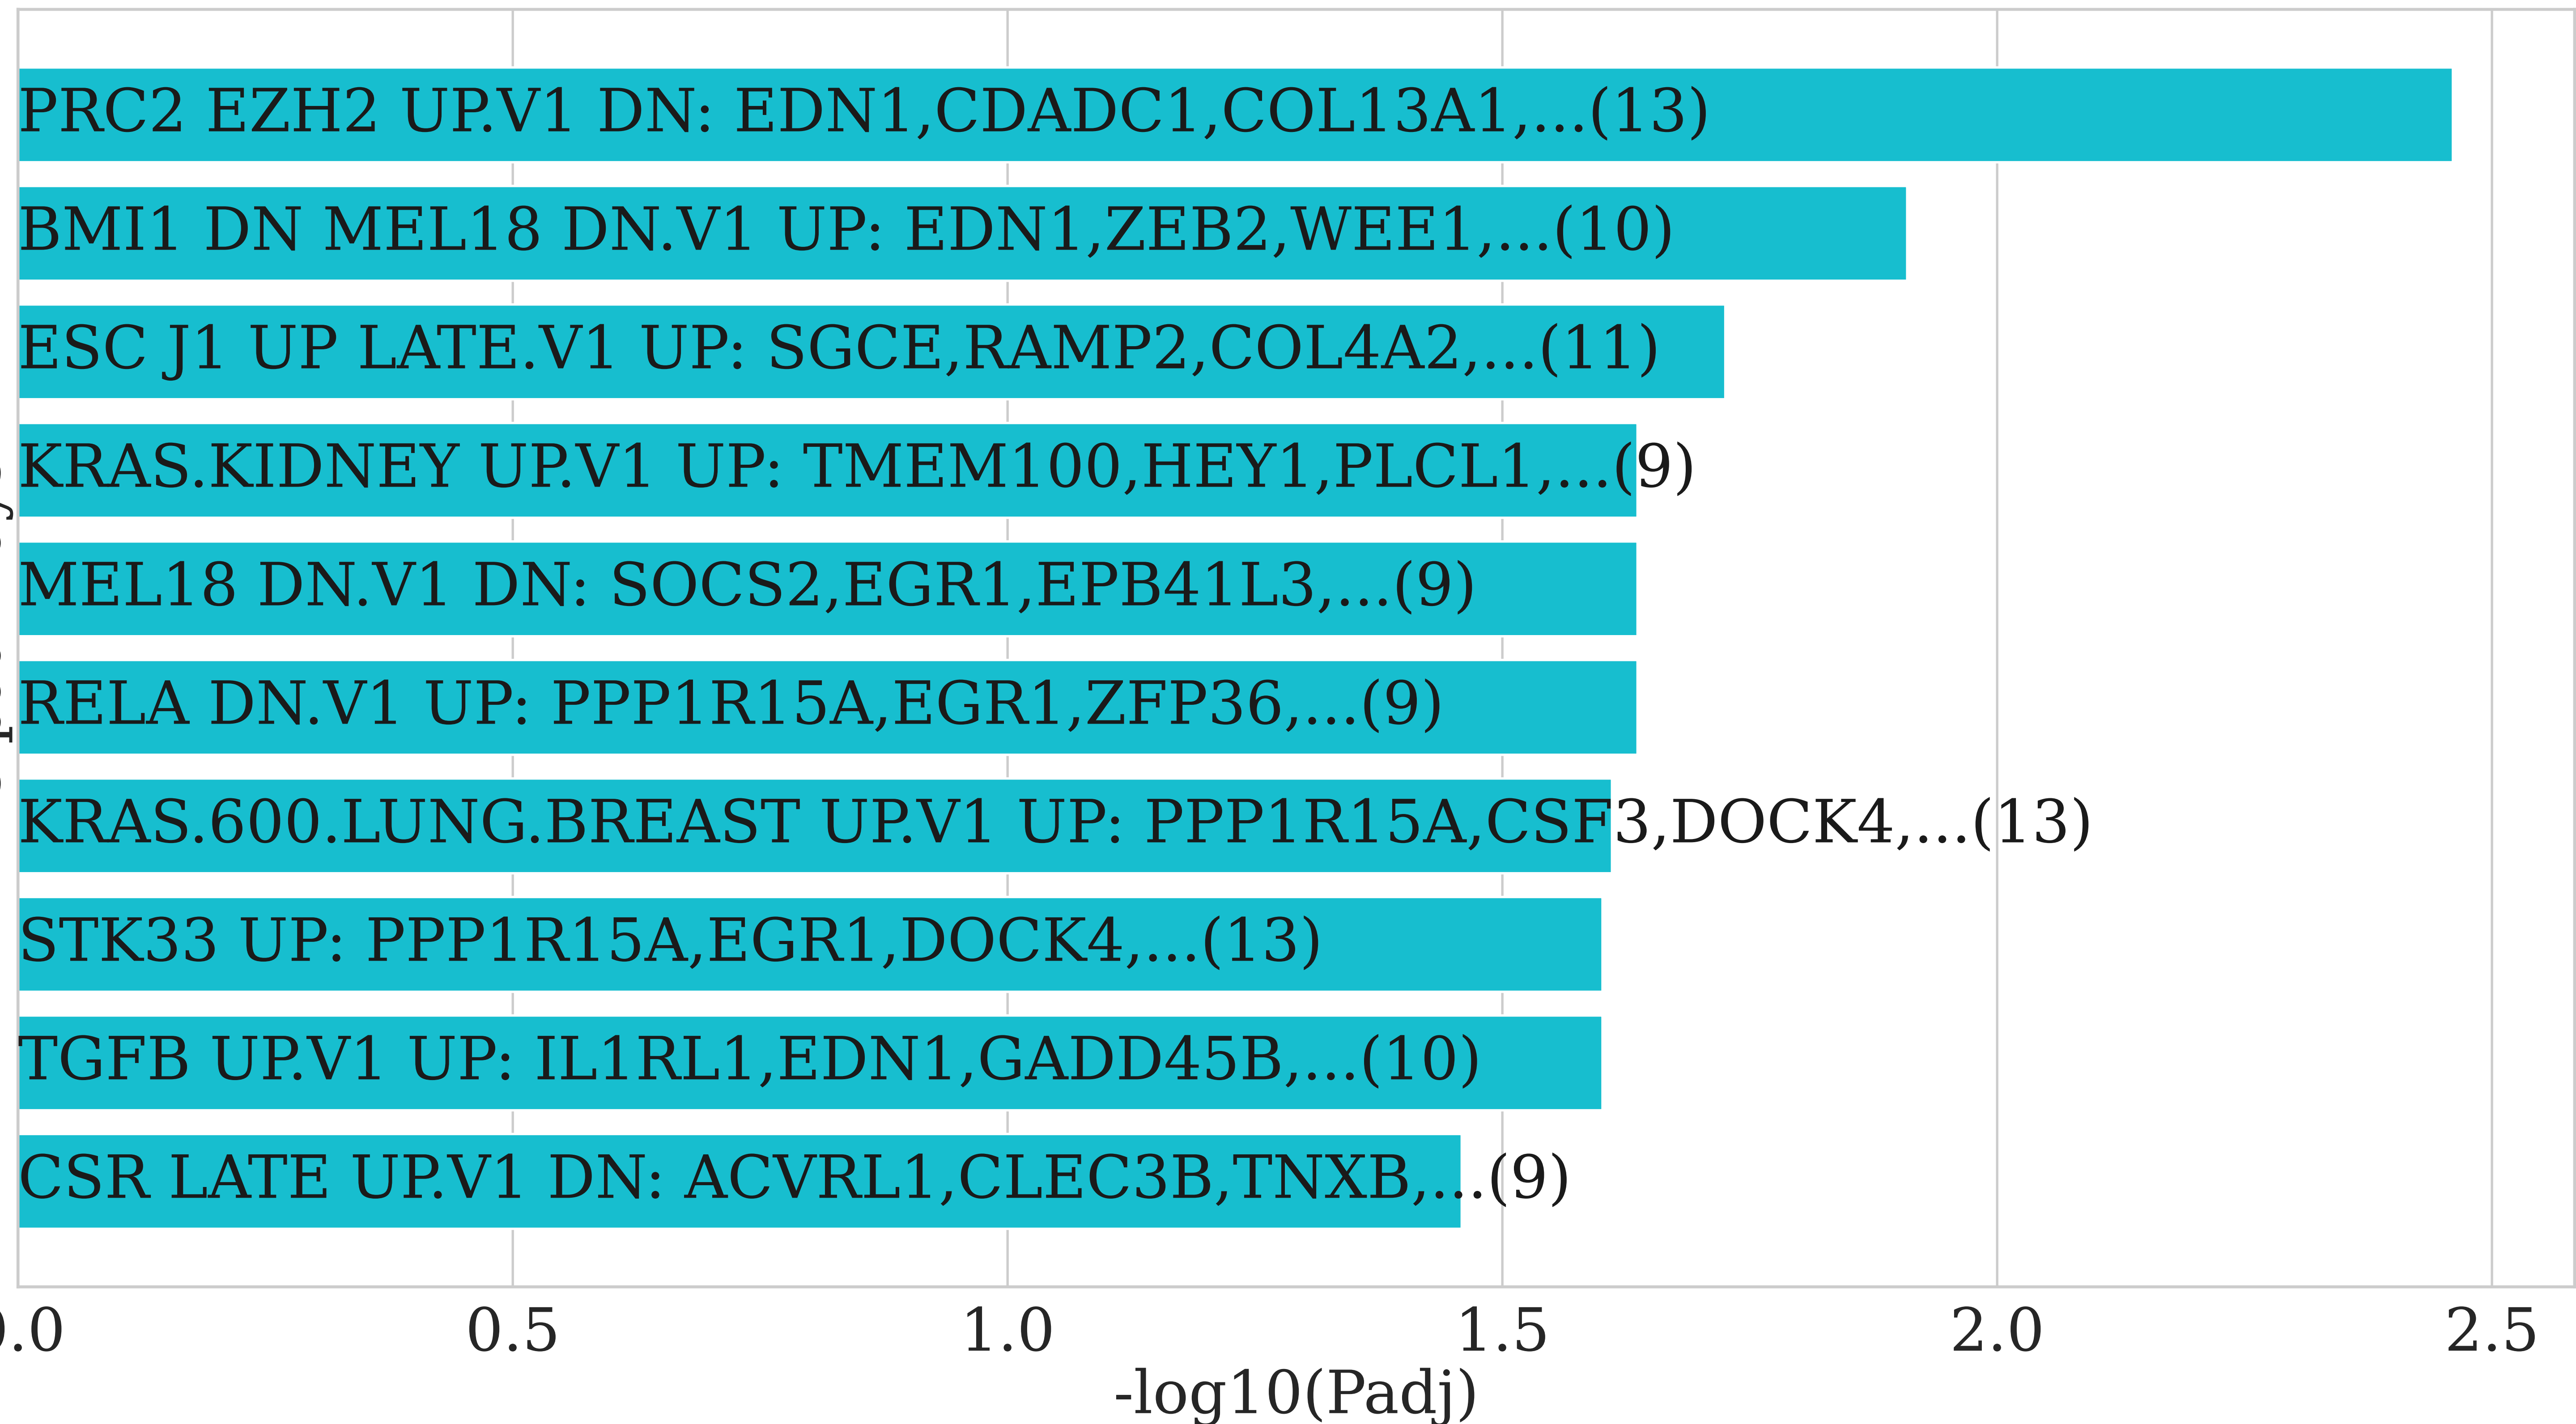 PRC2 EZH2 UP.V1 DN: EDN1,CDADC1,COL13A1,...(13)
BMI1 DN MEL18 DN.V1 UP: EDN1,ZEB2,WEE1,...(10)
ESC J1 UP LATE.V1 UP: SGCE,RAMP2,COL4A2,...(11)
KRAS.KIDNEY UP.V1 UP: TMEM100,HEY1,PLCL1,...(9)
MEL18 DN.V1 DN: SOCS2,EGR1,EPB41L3,...(9)
RELA DN.V1 UP: PPP1R15A,EGR1,ZFP36,...(9)
KRAS.600.LUNG.BREAST UP.V1 UP: PPP1R15A,CSF3,DOCK4,...(13)
STK33 UP: PPP1R15A,EGR1,DOCK4,...(13)
TGFB UP.V1 UP: IL1RL1,EDN1,GADD45B,...(10)
CSR LATE UP.V1 DN: ACVRL1,CLEC3B,TNXB,...(9)
0.0 0.5 1.0 1.5 2.0 2.5
-log10(Padj)